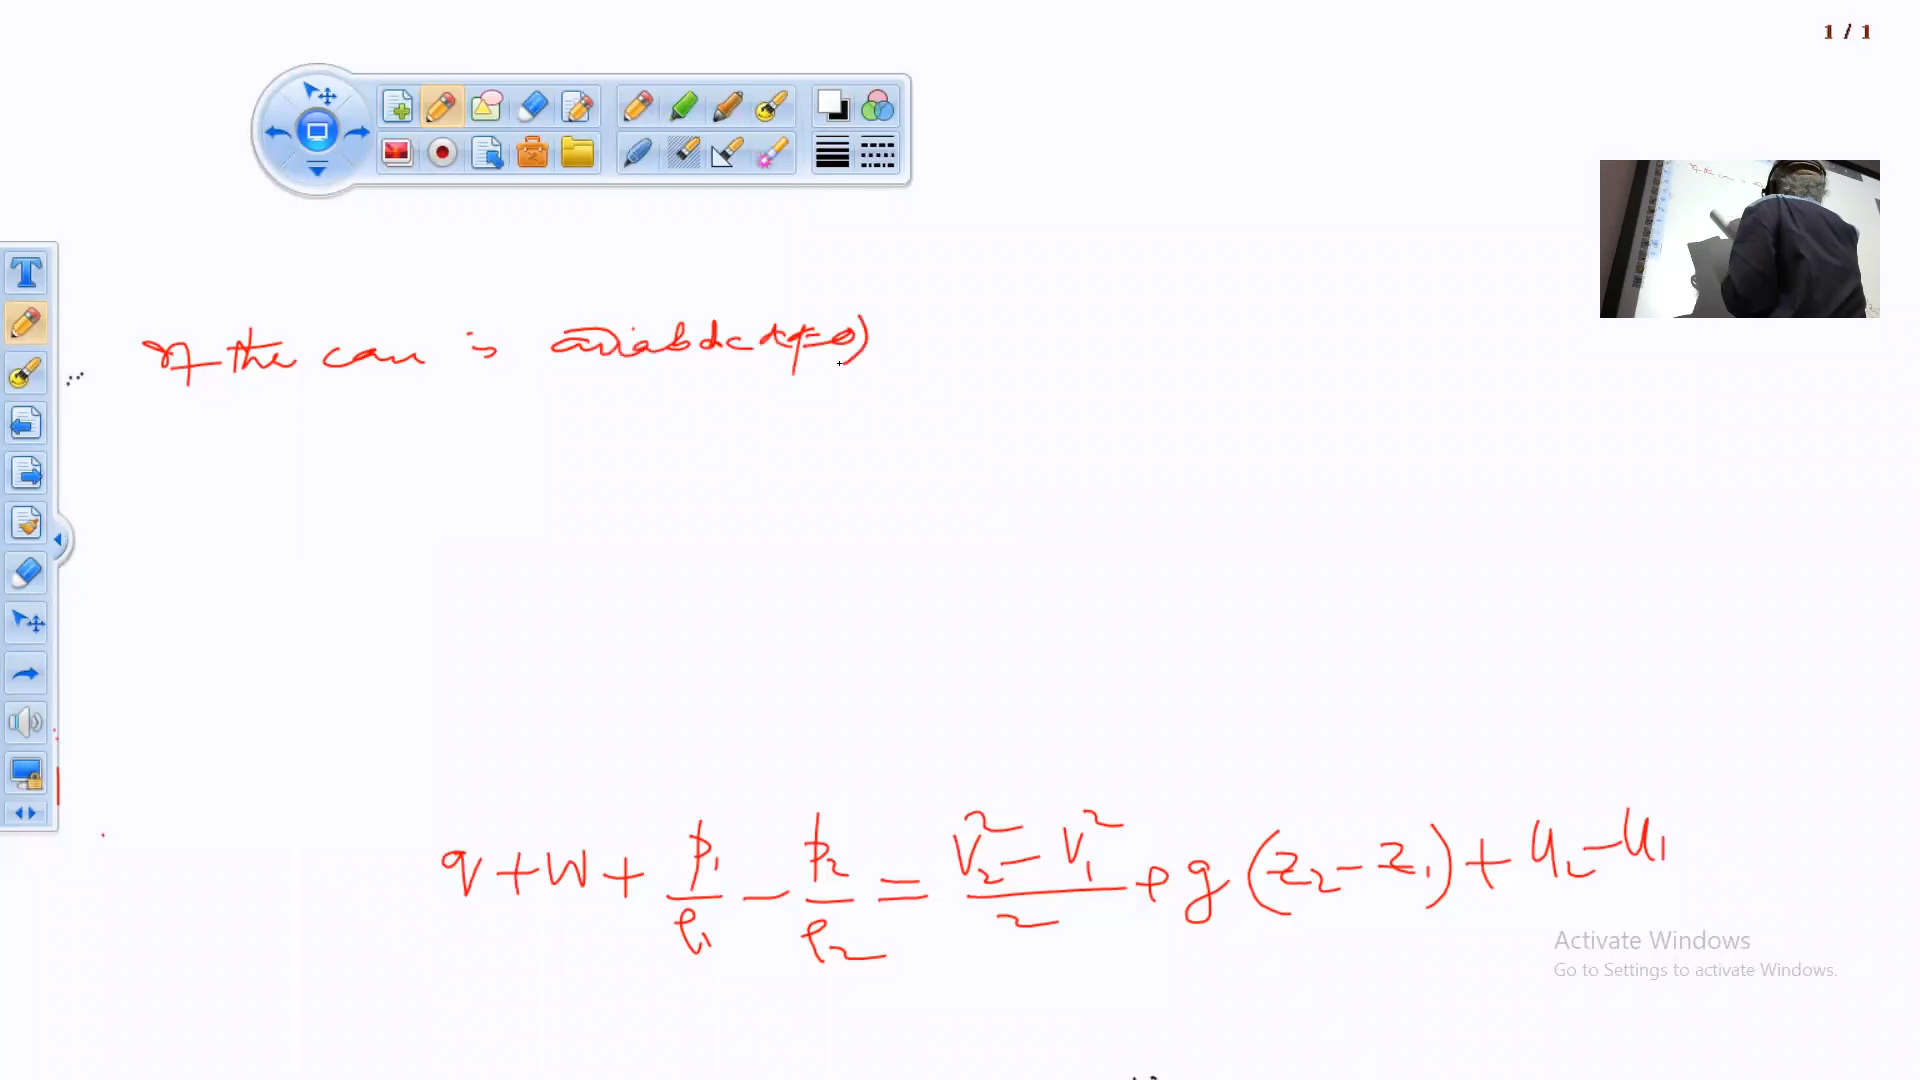 1 / 1
If the case is adiabatic (q=0)
q + W + p₁/ρ₁ − p₂/ρ₂ = (V₂² − V₁²)/2 + g(z₂ − z₁) + u₂ − u₁
Activate Windows
Go to Settings to activate Windows.